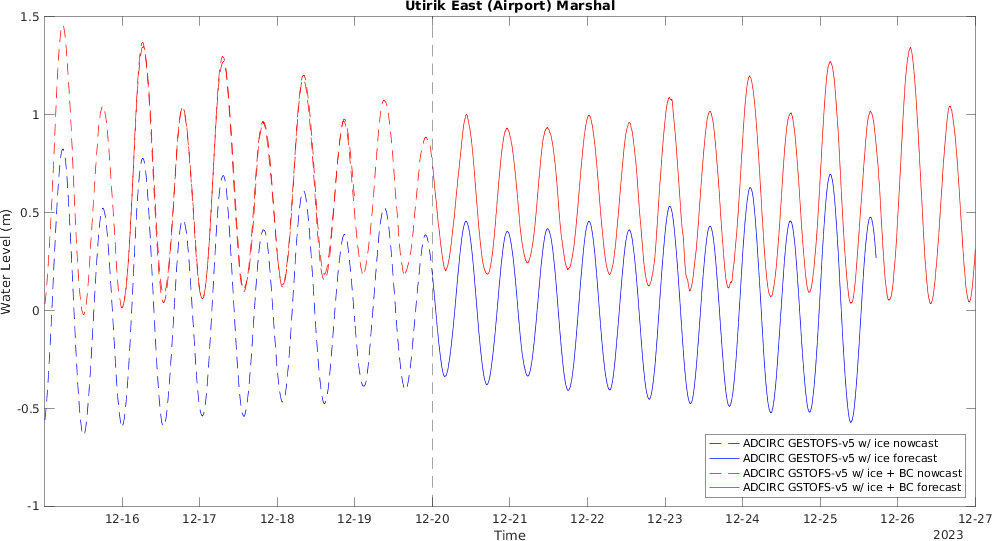 Utirik East (Airport) Marshal
Water Level (m)
1.5
1
0.5
0
-0.5
-1
12-16 12-17 12-18 12-19 12-20 12-21 12-22 12-23 12-24 12-25 12-26 12-27
Time
2023
ADCIRC GESTOFS-v5 w/ ice nowcast
ADCIRC GESTOFS-v5 w/ ice forecast
ADCIRC GSTOFS-v5 w/ ice + BC nowcast
ADCIRC GSTOFS-v5 w/ ice + BC forecast